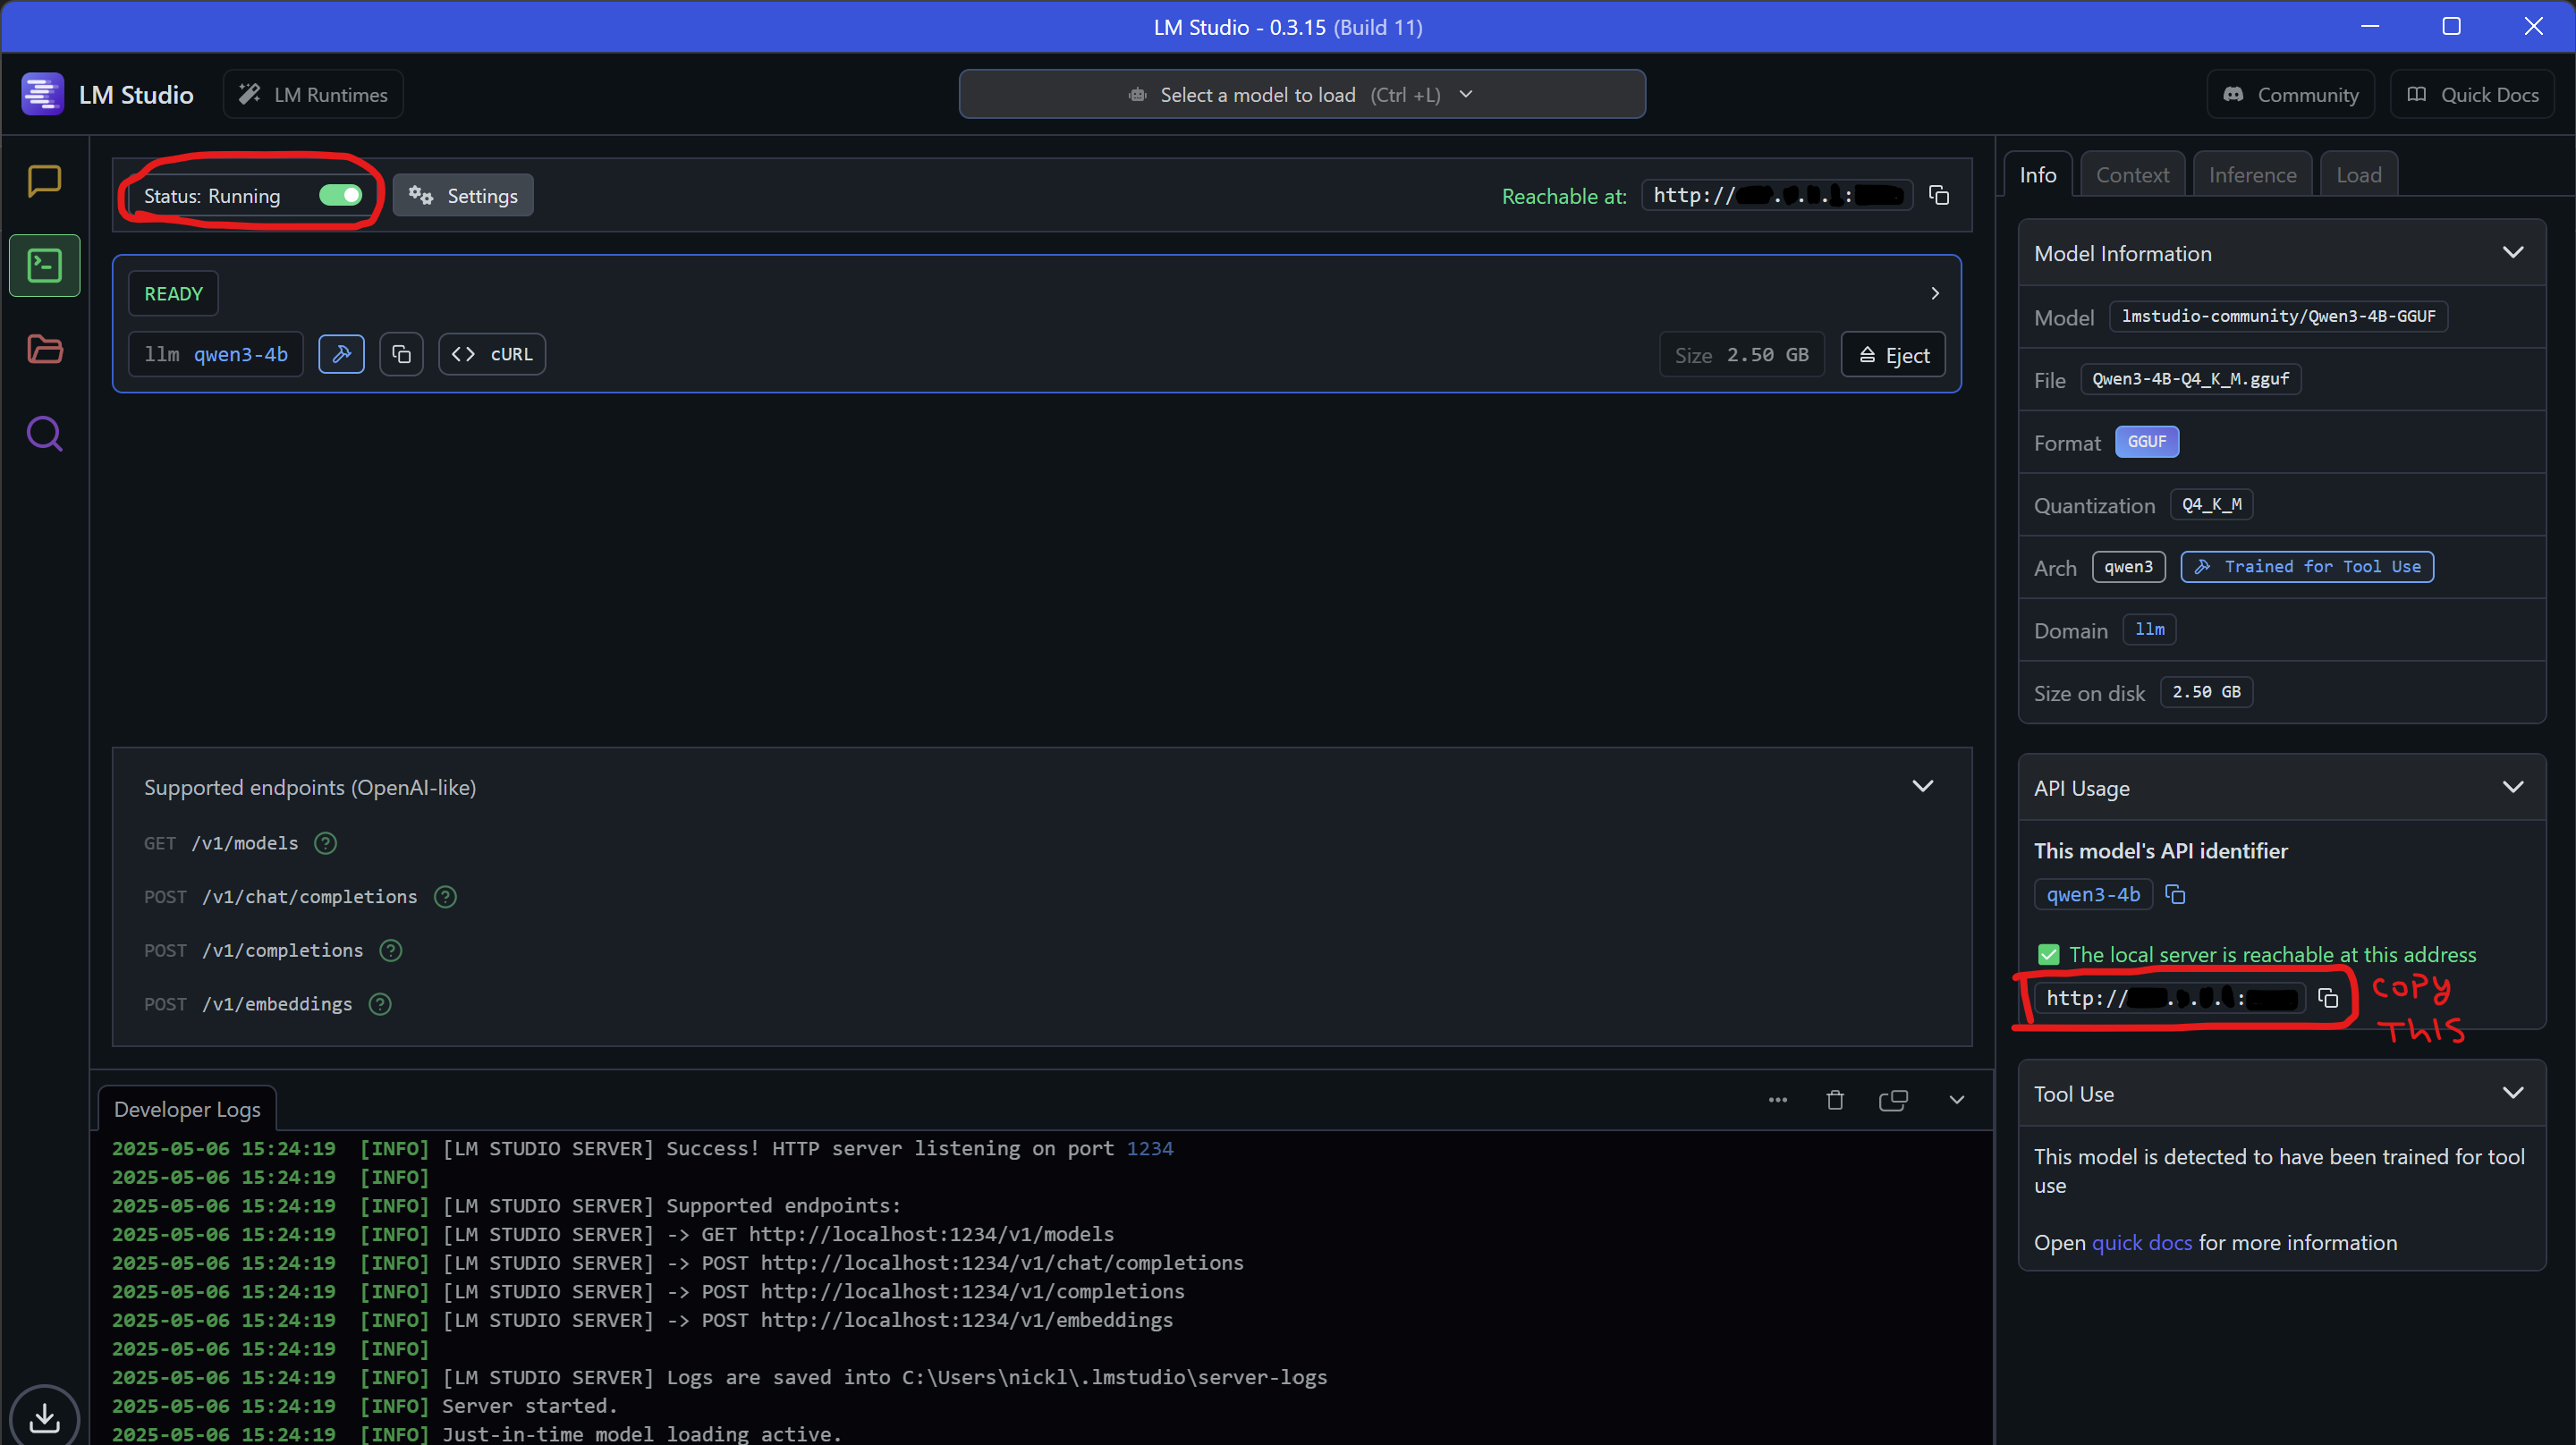 LM Studio - 0.3.15 (Build 11)
LM Studio
LM Runtimes
Select a model to load (Ctrl +L)
Community
Quick Docs
Status: Running
Settings
Reachable at:
http://
READY
llm qwen3-4b
cURL
Size 2.50 GB
Eject
Supported endpoints (OpenAI-like)
GET /v1/models
POST /v1/chat/completions
POST /v1/completions
POST /v1/embeddings
Developer Logs
2025-05-06 15:24:19 [INFO] [LM STUDIO SERVER] Success! HTTP server listening on port 1234
2025-05-06 15:24:19 [INFO]
2025-05-06 15:24:19 [INFO] [LM STUDIO SERVER] Supported endpoints:
2025-05-06 15:24:19 [INFO] [LM STUDIO SERVER] -> GET http://localhost:1234/v1/models
2025-05-06 15:24:19 [INFO] [LM STUDIO SERVER] -> POST http://localhost:1234/v1/chat/completions
2025-05-06 15:24:19 [INFO] [LM STUDIO SERVER] -> POST http://localhost:1234/v1/completions
2025-05-06 15:24:19 [INFO] [LM STUDIO SERVER] -> POST http://localhost:1234/v1/embeddings
2025-05-06 15:24:19 [INFO]
2025-05-06 15:24:19 [INFO] [LM STUDIO SERVER] Logs are saved into C:\Users\nickl\.lmstudio\server-logs
2025-05-06 15:24:19 [INFO] Server started.
2025-05-06 15:24:19 [INFO] Just-in-time model loading active.
Info
Context
Inference
Load
Model Information
Model lmstudio-community/Qwen3-4B-GGUF
File Qwen3-4B-Q4_K_M.gguf
Format GGUF
Quantization Q4_K_M
Arch qwen3 Trained for Tool Use
Domain llm
Size on disk 2.50 GB
API Usage
This model's API identifier
qwen3-4b
The local server is reachable at this address
http://
COPY
THIS
Tool Use
This model is detected to have been trained for tool
use
Open quick docs for more information